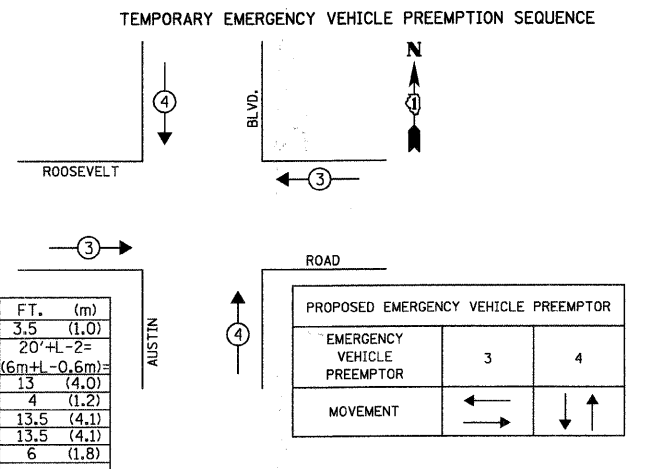 TEMPORARY EMERGENCY VEHICLE PREEMPTION SEQUENCE
N
4
BLVD.
1
ROOSEVELT
3
3
ROAD
4
AUSTIN
FT. (m)
3.5 (1.0)
20'+L-2=
(6m+L-0.6m)=
13 (4.0)
4 (1.2)
13.5 (4.1)
13.5 (4.1)
6 (1.8)
PROPOSED EMERGENCY VEHICLE PREEMPTOR
EMERGENCY
VEHICLE
PREEMPTOR
3 4
MOVEMENT